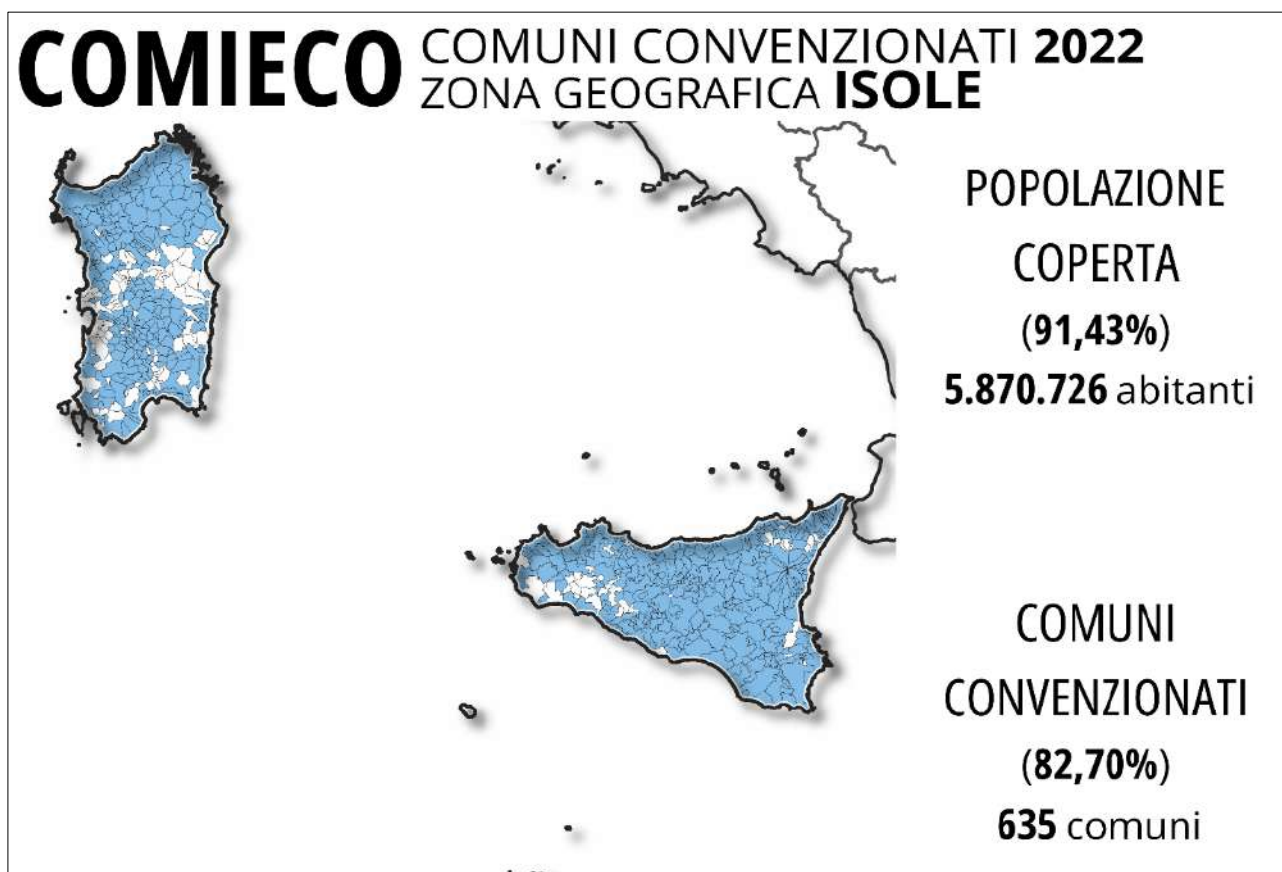 COMIECO
COMUNI CONVENZIONATI 2022
ZONA GEOGRAFICA ISOLE
POPOLAZIONE
COPERTA
(91,43%)
5.870.726 abitanti
COMUNI
CONVENZIONATI
(82,70%)
635 comuni